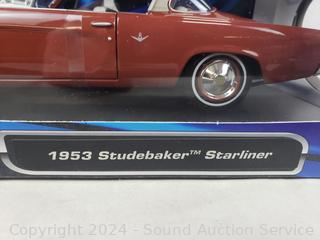 1953 Studebaker™ Starliner
Copyright 2024 - Sound Auction Service